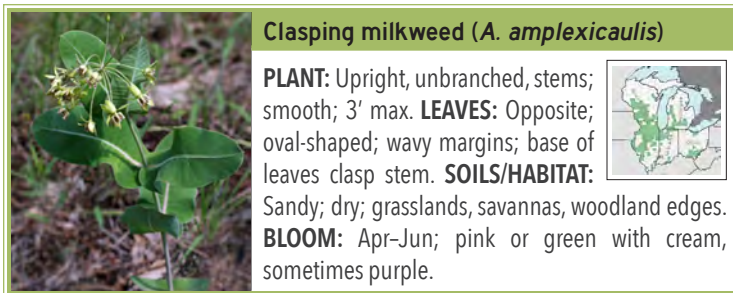 Clasping milkweed (A. amplexicaulis)
PLANT: Upright, unbranched, stems;
smooth; 3' max. LEAVES: Opposite;
oval-shaped; wavy margins; base of
leaves clasp stem. SOILS/HABITAT:
Sandy; dry; grasslands, savannas, woodland edges.
BLOOM: Apr–Jun; pink or green with cream,
sometimes purple.